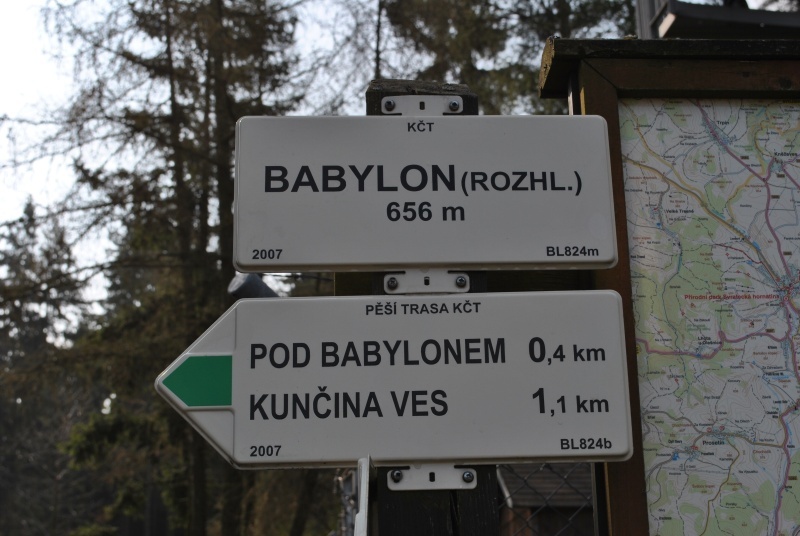 KČT
BABYLON (ROZHL.)
656 m
2007 BL824m
PĚŠÍ TRASA KČT
POD BABYLONEM 0,4 km
KUNČINA VES 1,1 km
2007 BL824b